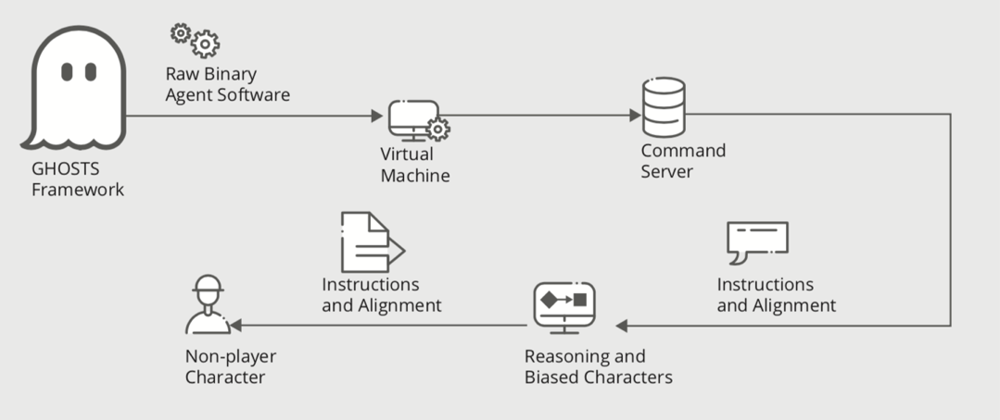 Raw Binary
Agent Software
GHOSTS
Framework
Virtual
Machine
Command
Server
Instructions
and Alignment
Reasoning and
Biased Characters
Instructions
and Alignment
Non-player
Character